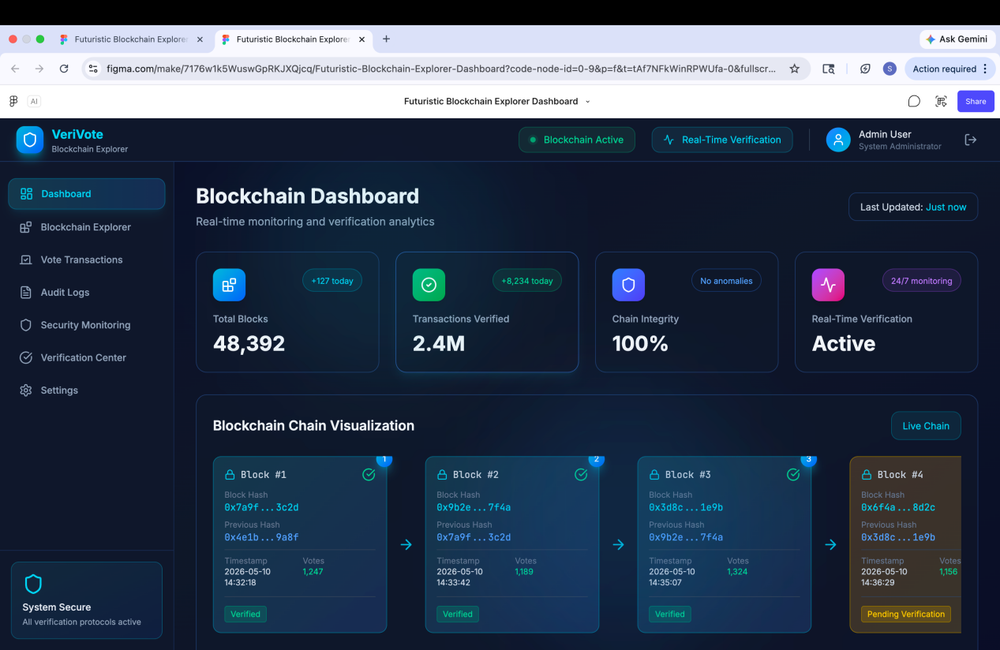 Futuristic Blockchain Explorer
Futuristic Blockchain Explorer
Ask Gemini
figma.com/make/7176w1k5WuswGpRKJXQjcq/Futuristic-Blockchain-Explorer-Dashboard?code-node-id=0-9&p=f&t=tAf7NFkWinRPWUfa-0&fullscr...
S
Action required
AI
Futuristic Blockchain Explorer Dashboard
Share
VeriVote
Blockchain Explorer
Blockchain Active
Real-Time Verification
Admin User
System Administrator
Dashboard
Blockchain Explorer
Vote Transactions
Audit Logs
Security Monitoring
Verification Center
Settings
System Secure
All verification protocols active
Blockchain Dashboard
Real-time monitoring and verification analytics
Last Updated: Just now
+127 today
Total Blocks
48,392
+8,234 today
Transactions Verified
2.4M
No anomalies
Chain Integrity
100%
24/7 monitoring
Real-Time Verification
Active
Blockchain Chain Visualization
Live Chain
1
Block #1
Block Hash
0x7a9f...3c2d
Previous Hash
0x4e1b...9a8f
Timestamp Votes
2026-05-10 1,247
14:32:18
Verified
2
Block #2
Block Hash
0x9b2e...7f4a
Previous Hash
0x7a9f...3c2d
Timestamp Votes
2026-05-10 1,189
14:33:42
Verified
3
Block #3
Block Hash
0x3d8c...1e9b
Previous Hash
0x9b2e...7f4a
Timestamp Votes
2026-05-10 1,324
14:35:07
Verified
Block #4
Block Hash
0x6f4a...8d2c
Previous Hash
0x3d8c...1e9b
Timestamp Votes
2026-05-10 1,156
14:36:29
Pending Verification